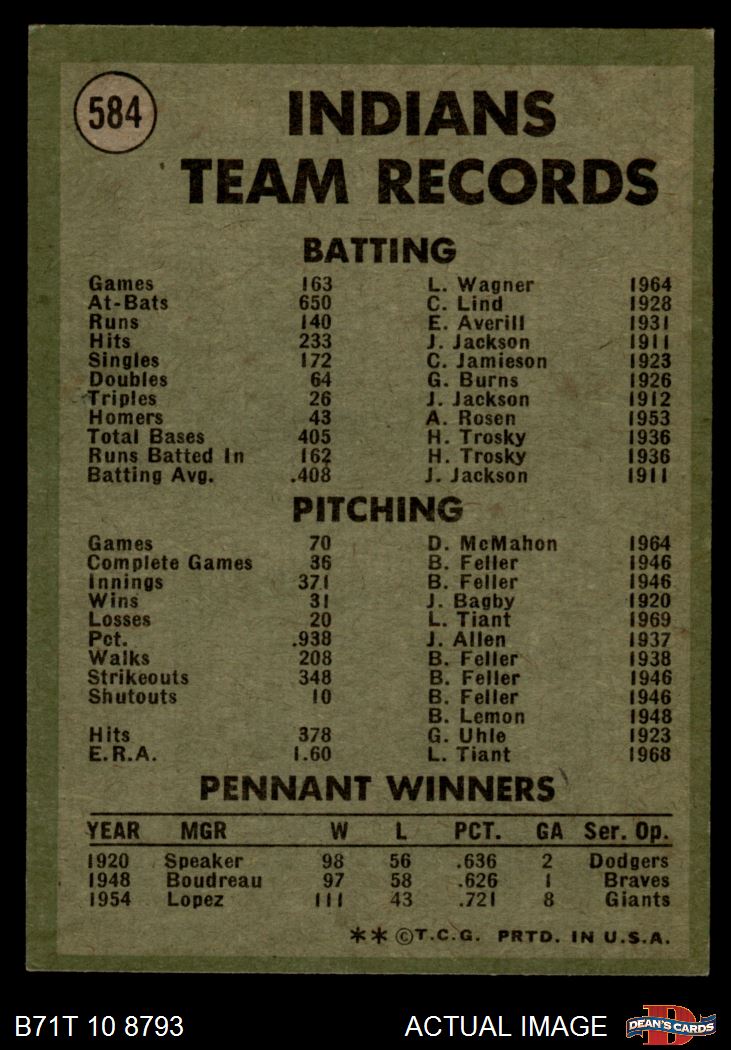 584
INDIANS
TEAM RECORDS
BATTING
Games 163 L. Wagner 1964
At-Bats 650 C. Lind 1928
Runs 140 E. Averill 1931
Hits 233 J. Jackson 1911
Singles 172 C. Jamieson 1923
Doubles 64 G. Burns 1926
Triples 26 J. Jackson 1912
Homers 43 A. Rosen 1953
Total Bases 405 H. Trosky 1936
Runs Batted In 162 H. Trosky 1936
Batting Avg. .408 J. Jackson 1911
PITCHING
Games 70 D. McMahon 1964
Complete Games 36 B. Feller 1946
Innings 371 B. Feller 1946
Wins 31 J. Bagby 1920
Losses 20 L. Tiant 1969
Pct. .938 J. Allen 1937
Walks 208 B. Feller 1938
Strikeouts 348 B. Feller 1946
Shutouts 10 B. Feller 1946
B. Lemon 1948
Hits 378 G. Uhle 1923
E.R.A. 1.60 L. Tiant 1968
PENNANT WINNERS
YEAR MGR W L PCT. GA Ser. Op.
1920 Speaker 98 56 .636 2 Dodgers
1948 Boudreau 97 58 .626 1 Braves
1954 Lopez 111 43 .721 8 Giants
** ©T.C.G. PRTD. IN U.S.A.
B71T 10 8793 ACTUAL IMAGE D DEAN'S CARDS